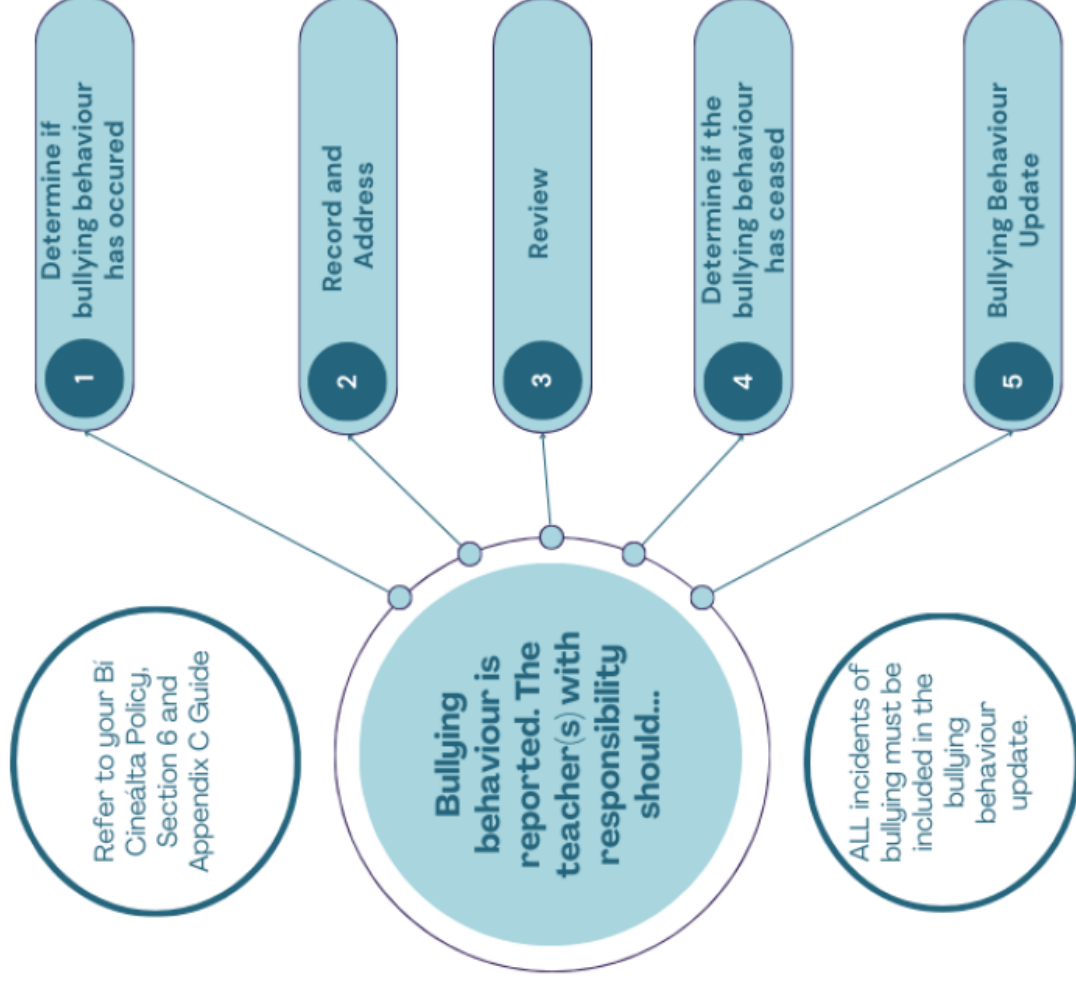 Refer to your Bí
Cineálta Policy,
Section 6 and
Appendix C Guide
Bullying
behaviour is
reported. The
teacher(s) with
responsibility
should...
ALL incidents of
bullying must be
included in the
bullying
behaviour
update.
1
Determine if
bullying behaviour
has occured
2
Record and
Address
3
Review
4
Determine if the
bullying behaviour
has ceased
5
Bullying Behaviour
Update